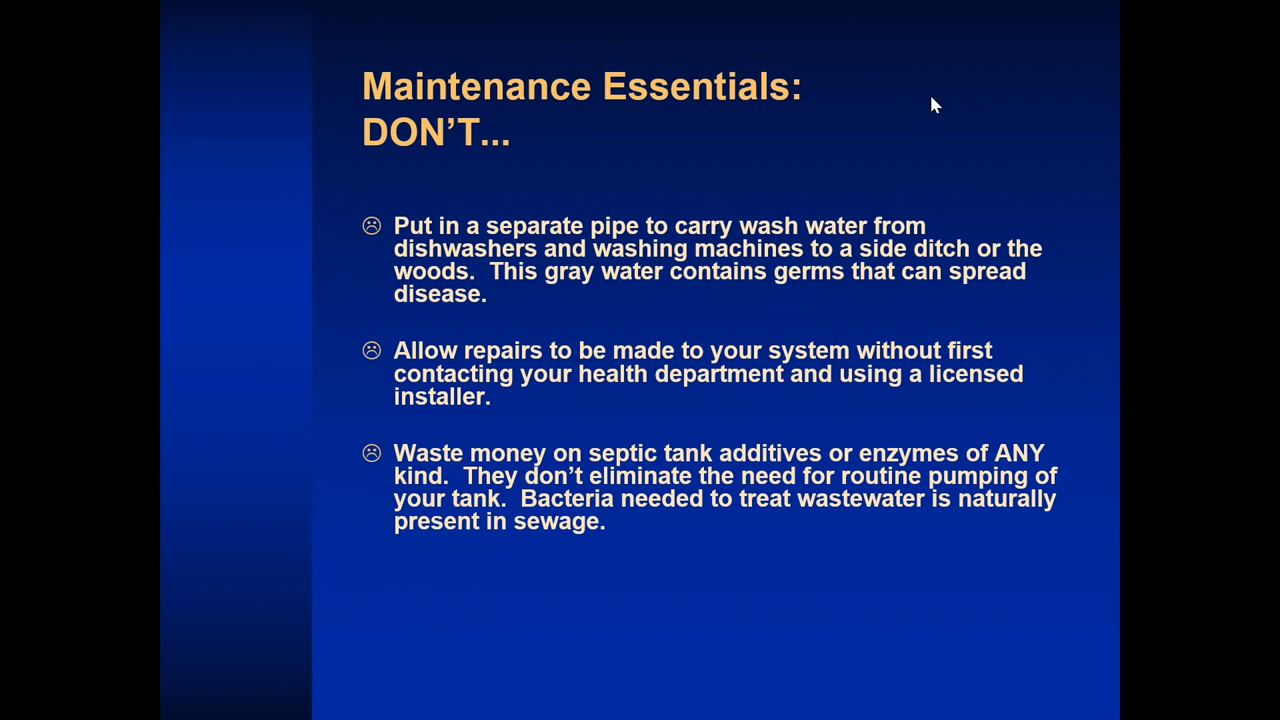 Maintenance Essentials:
DON’T...
Put in a separate pipe to carry wash water from
dishwashers and washing machines to a side ditch or the
woods.  This gray water contains germs that can spread
disease.
Allow repairs to be made to your system without first
contacting your health department and using a licensed
installer.
Waste money on septic tank additives or enzymes of ANY
kind.  They don’t eliminate the need for routine pumping of
your tank.  Bacteria needed to treat wastewater is naturally
present in sewage.